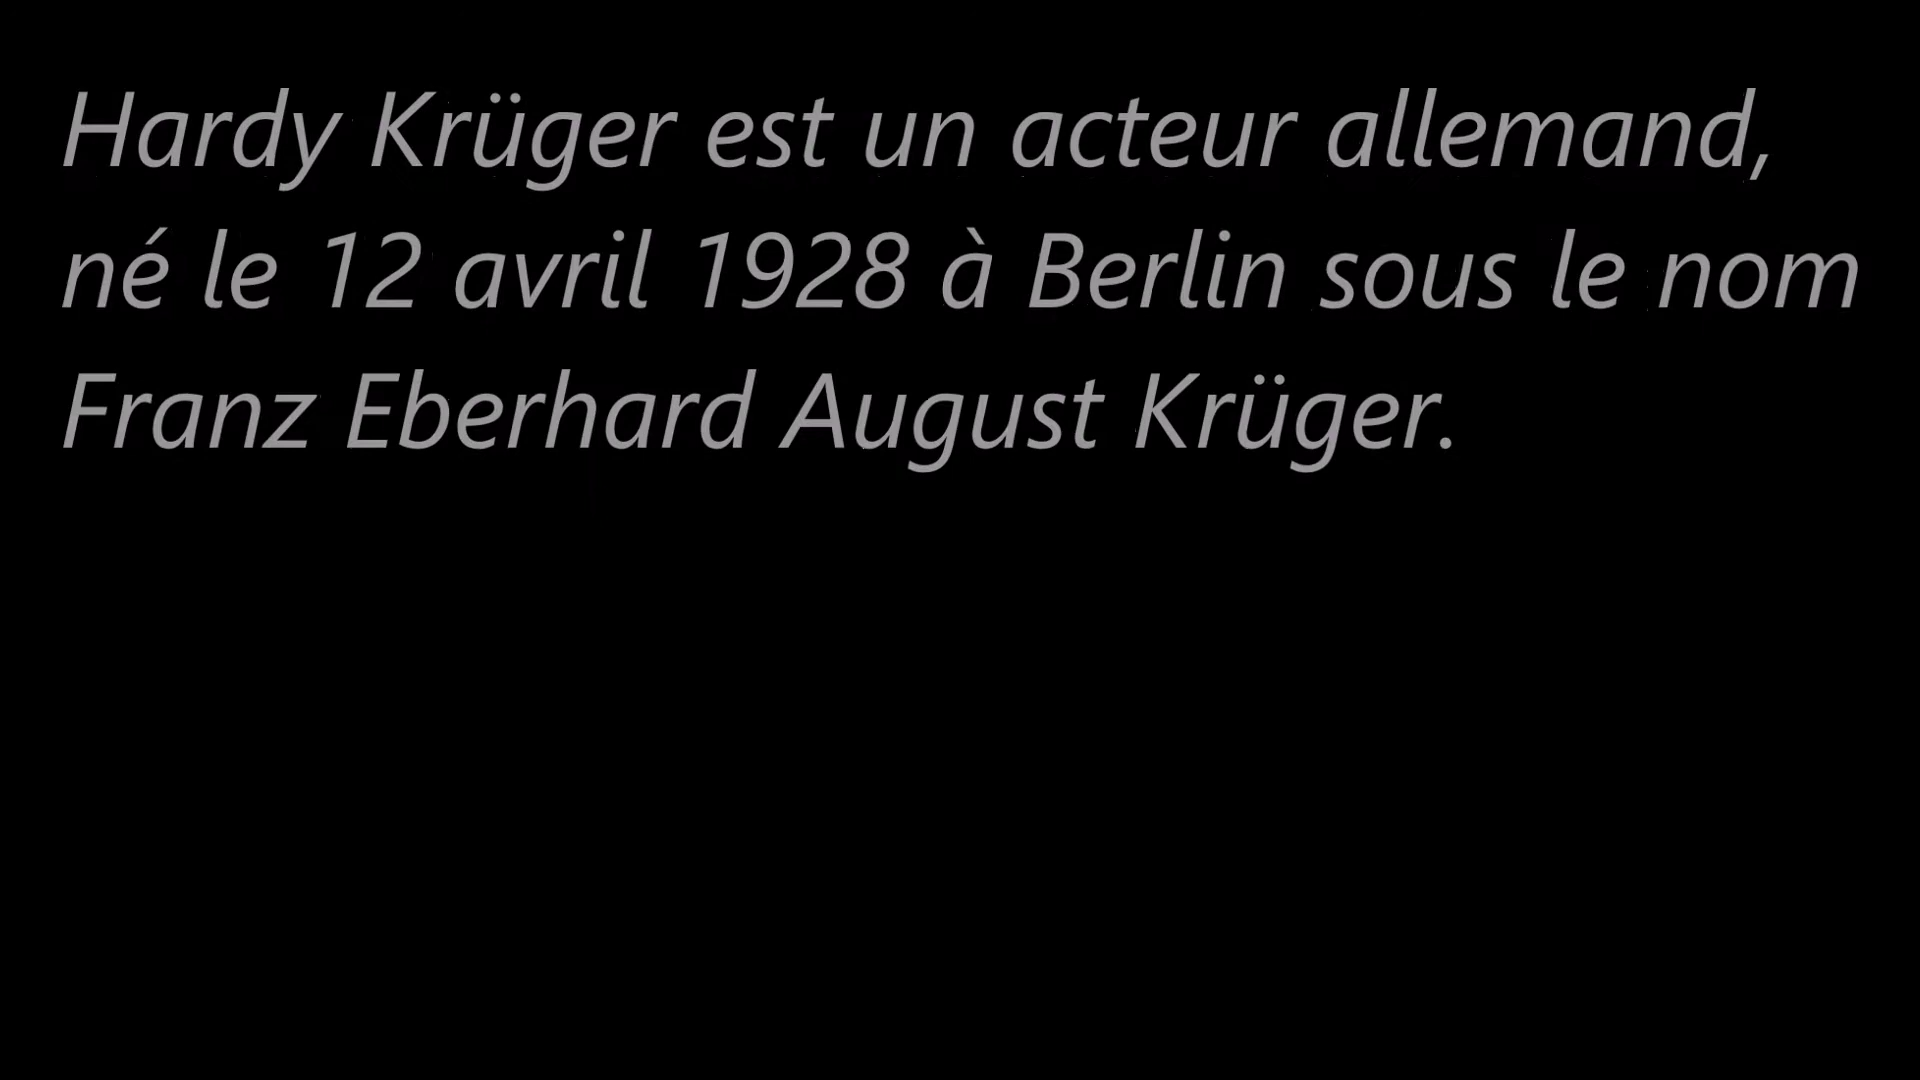 Hardy Krüger est un acteur allemand,
né le 12 avril 1928 à Berlin sous le nom
Franz Eberhard August Krüger.